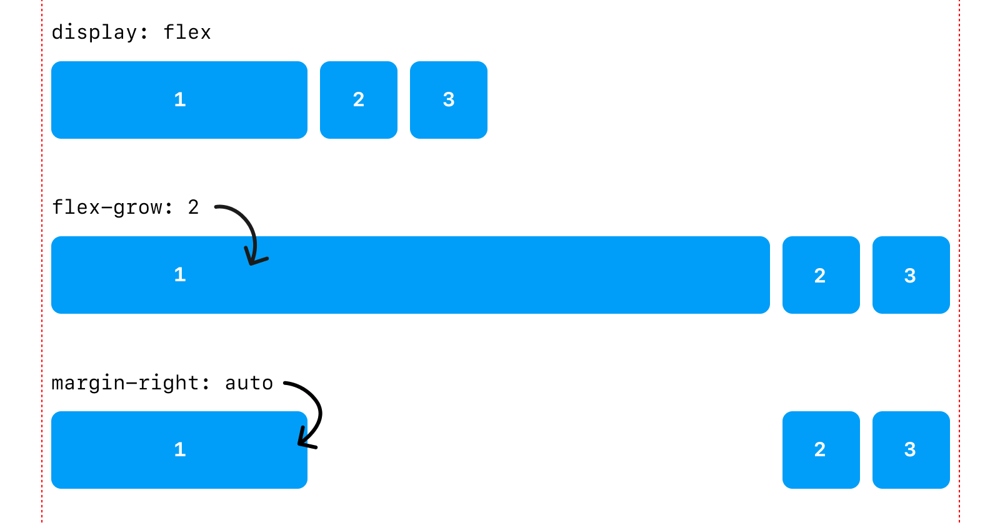 display: flex
1 2 3
flex-grow: 2
1 2 3
margin-right: auto
1 2 3